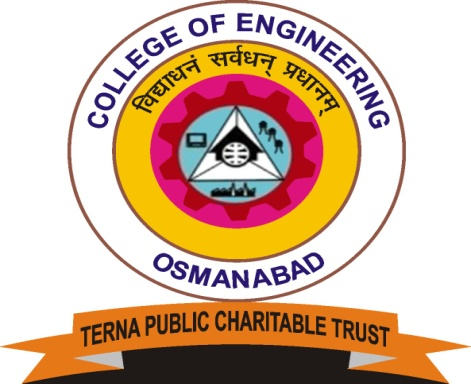 COLLEGE OF ENGINEERING
विद्याधनं सर्वधन् प्रधानम्
OSMANABAD
TERNA PUBLIC CHARITABLE TRUST